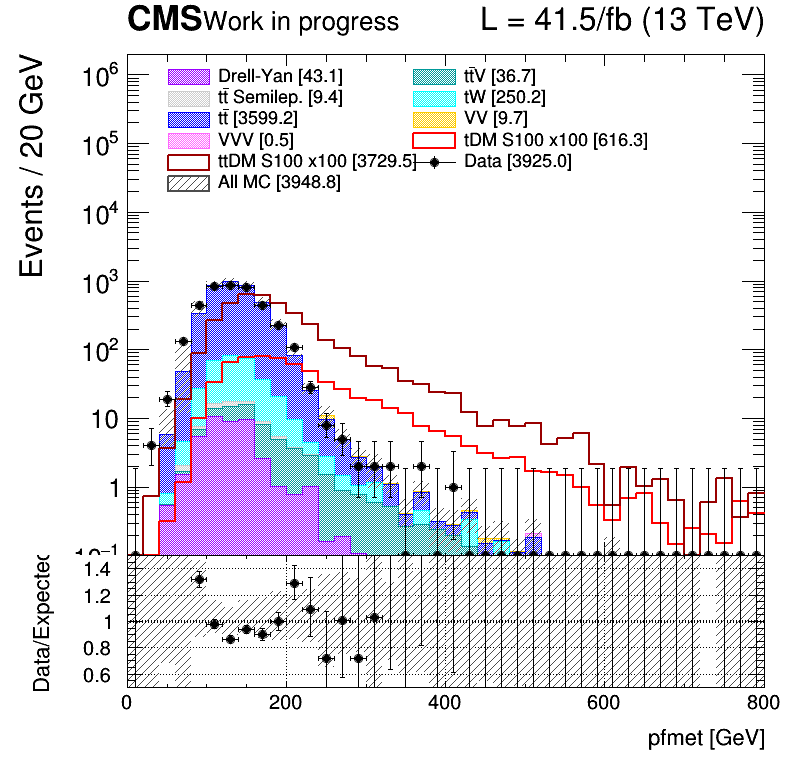 CMS Work in progress L = 41.5/fb (13 TeV)
Events / 20 GeV
10⁶
10⁵
10⁴
10³
10²
10
1
10⁻¹
Drell-Yan [43.1]
tt̄V [36.7]
tt̄ Semilep. [9.4]
tW [250.2]
tt̄ [3599.2]
VV [9.7]
VVV [0.5]
tDM S100 x100 [616.3]
ttDM S100 x100 [3729.5]
Data [3925.0]
All MC [3948.8]
Data/Expected
1.4
1.2
1
0.8
0.6
0 200 400 600 800
pfmet [GeV]